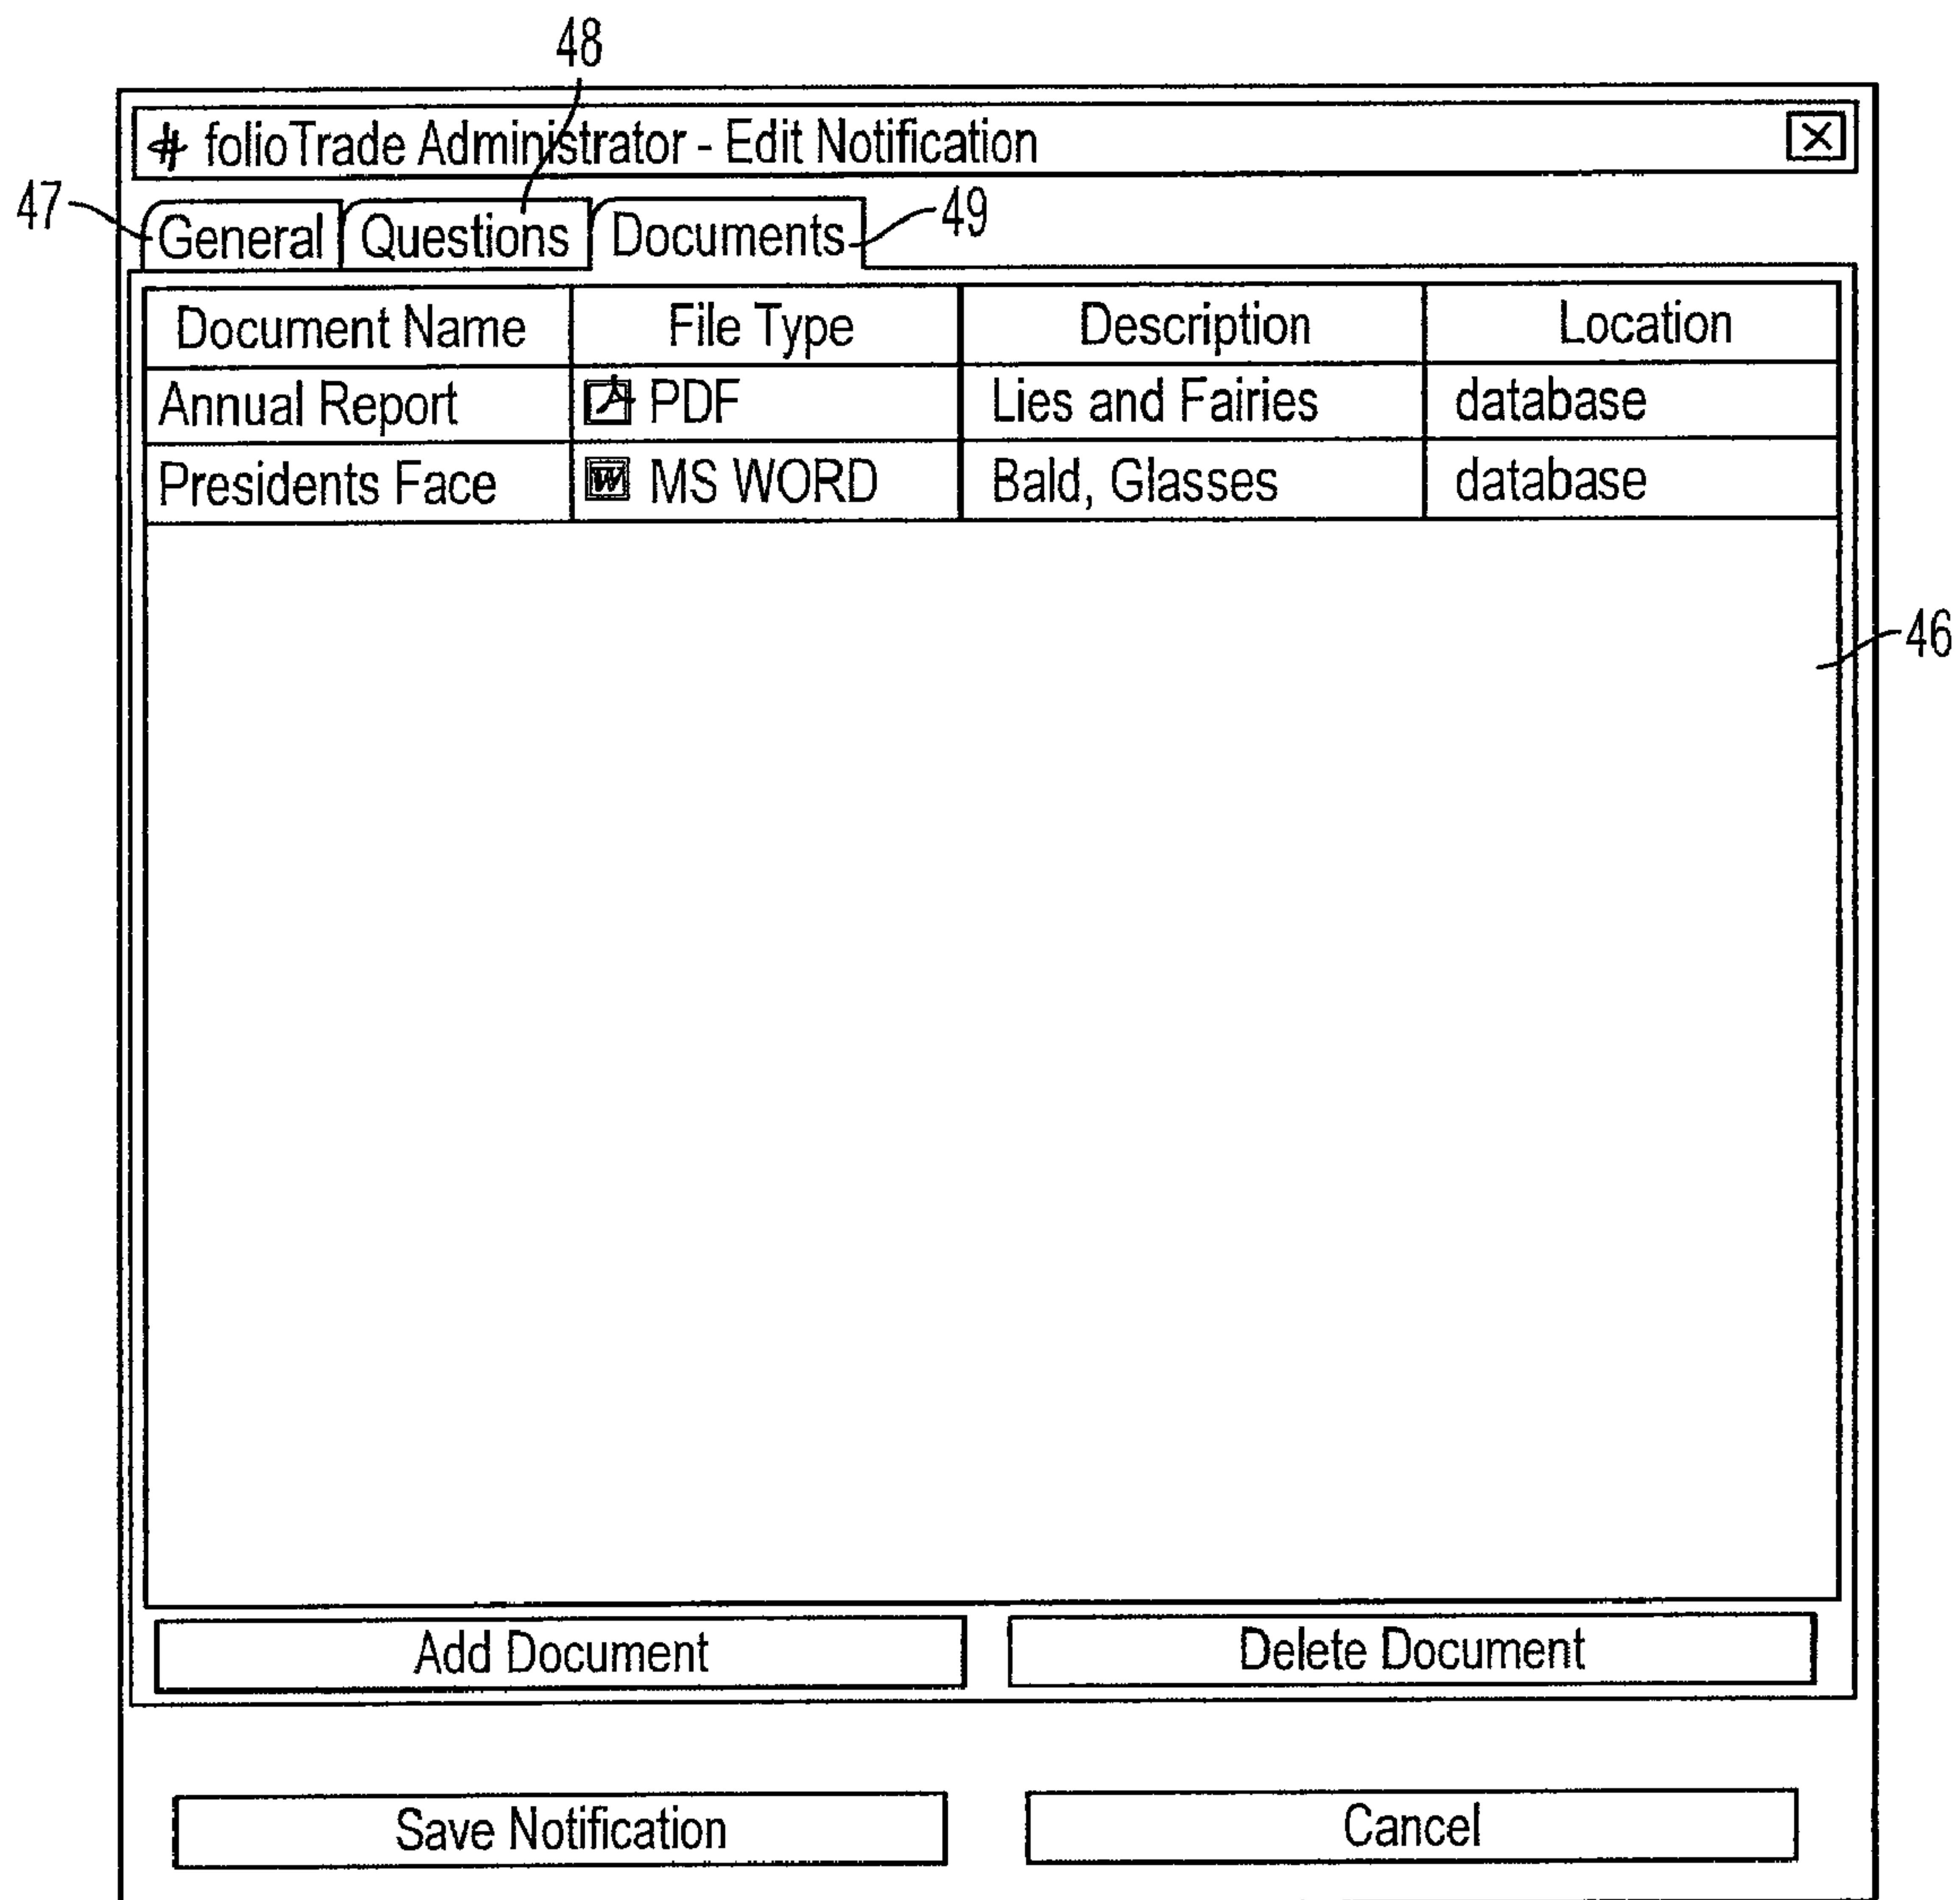 48
# folioTrade Administrator - Edit Notification
47 General Questions Documents 49
Document Name File Type Description Location
Annual Report PDF Lies and Fairies database
Presidents Face W MS WORD Bald, Glasses database
46
Add Document Delete Document
Save Notification Cancel